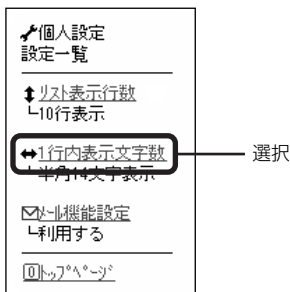 個人設定
設定一覧
リスト表示行数
└10行表示
↔1行内表示文字数
選択
└半角14文字表示
メール機能設定
└利用する
0トップページ